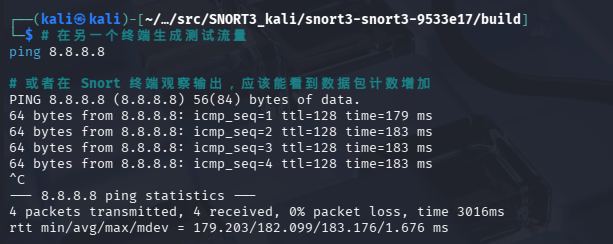 ┌──(kali㉿kali)-[~/…/src/SNORT3_kali/snort3-snort3-9533e17/build]
└─$ # 在另一个终端生成测试流量
ping 8.8.8.8
# 或者在 Snort 终端观察输出，应该能看到数据包计数增加
PING 8.8.8.8 (8.8.8.8) 56(84) bytes of data.
64 bytes from 8.8.8.8: icmp_seq=1 ttl=128 time=179 ms
64 bytes from 8.8.8.8: icmp_seq=2 ttl=128 time=183 ms
64 bytes from 8.8.8.8: icmp_seq=3 ttl=128 time=183 ms
64 bytes from 8.8.8.8: icmp_seq=4 ttl=128 time=183 ms
^C
--- 8.8.8.8 ping statistics ---
4 packets transmitted, 4 received, 0% packet loss, time 3016ms
rtt min/avg/max/mdev = 179.203/182.099/183.176/1.676 ms